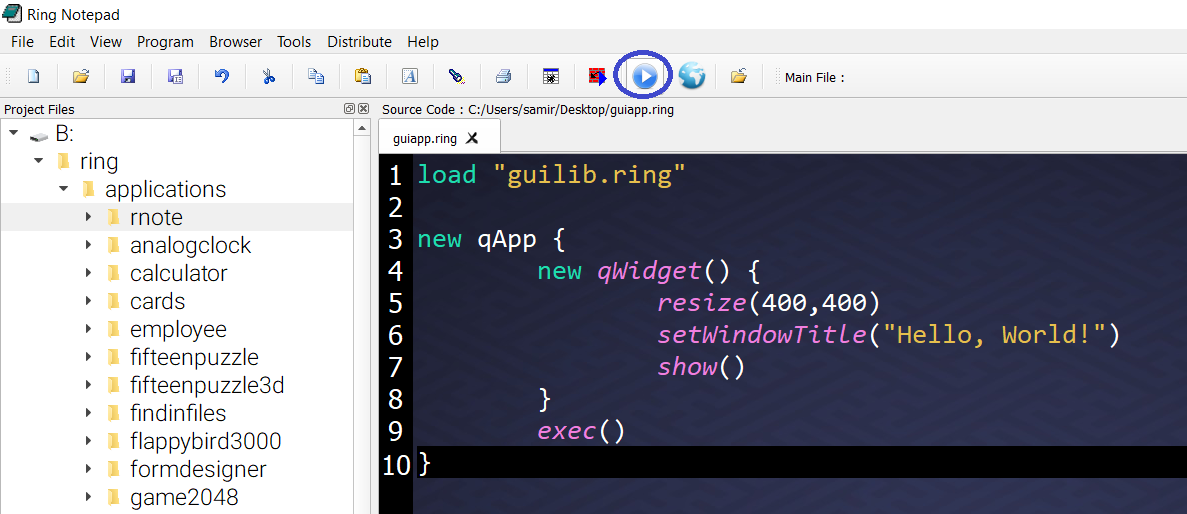 Ring Notepad
File Edit View Program Browser Tools Distribute Help
Main File :
Project Files
B:
ring
applications
rnote
analogclock
calculator
cards
employee
fifteenpuzzle
fifteenpuzzle3d
findinfiles
flappybird3000
formdesigner
game2048
Source Code : C:/Users/samir/Desktop/guiapp.ring
guiapp.ring
1 load "guilib.ring"
2
3 new qApp {
4 new qWidget() {
5 resize(400,400)
6 setWindowTitle("Hello, World!")
7 show()
8 }
9 exec()
10 }